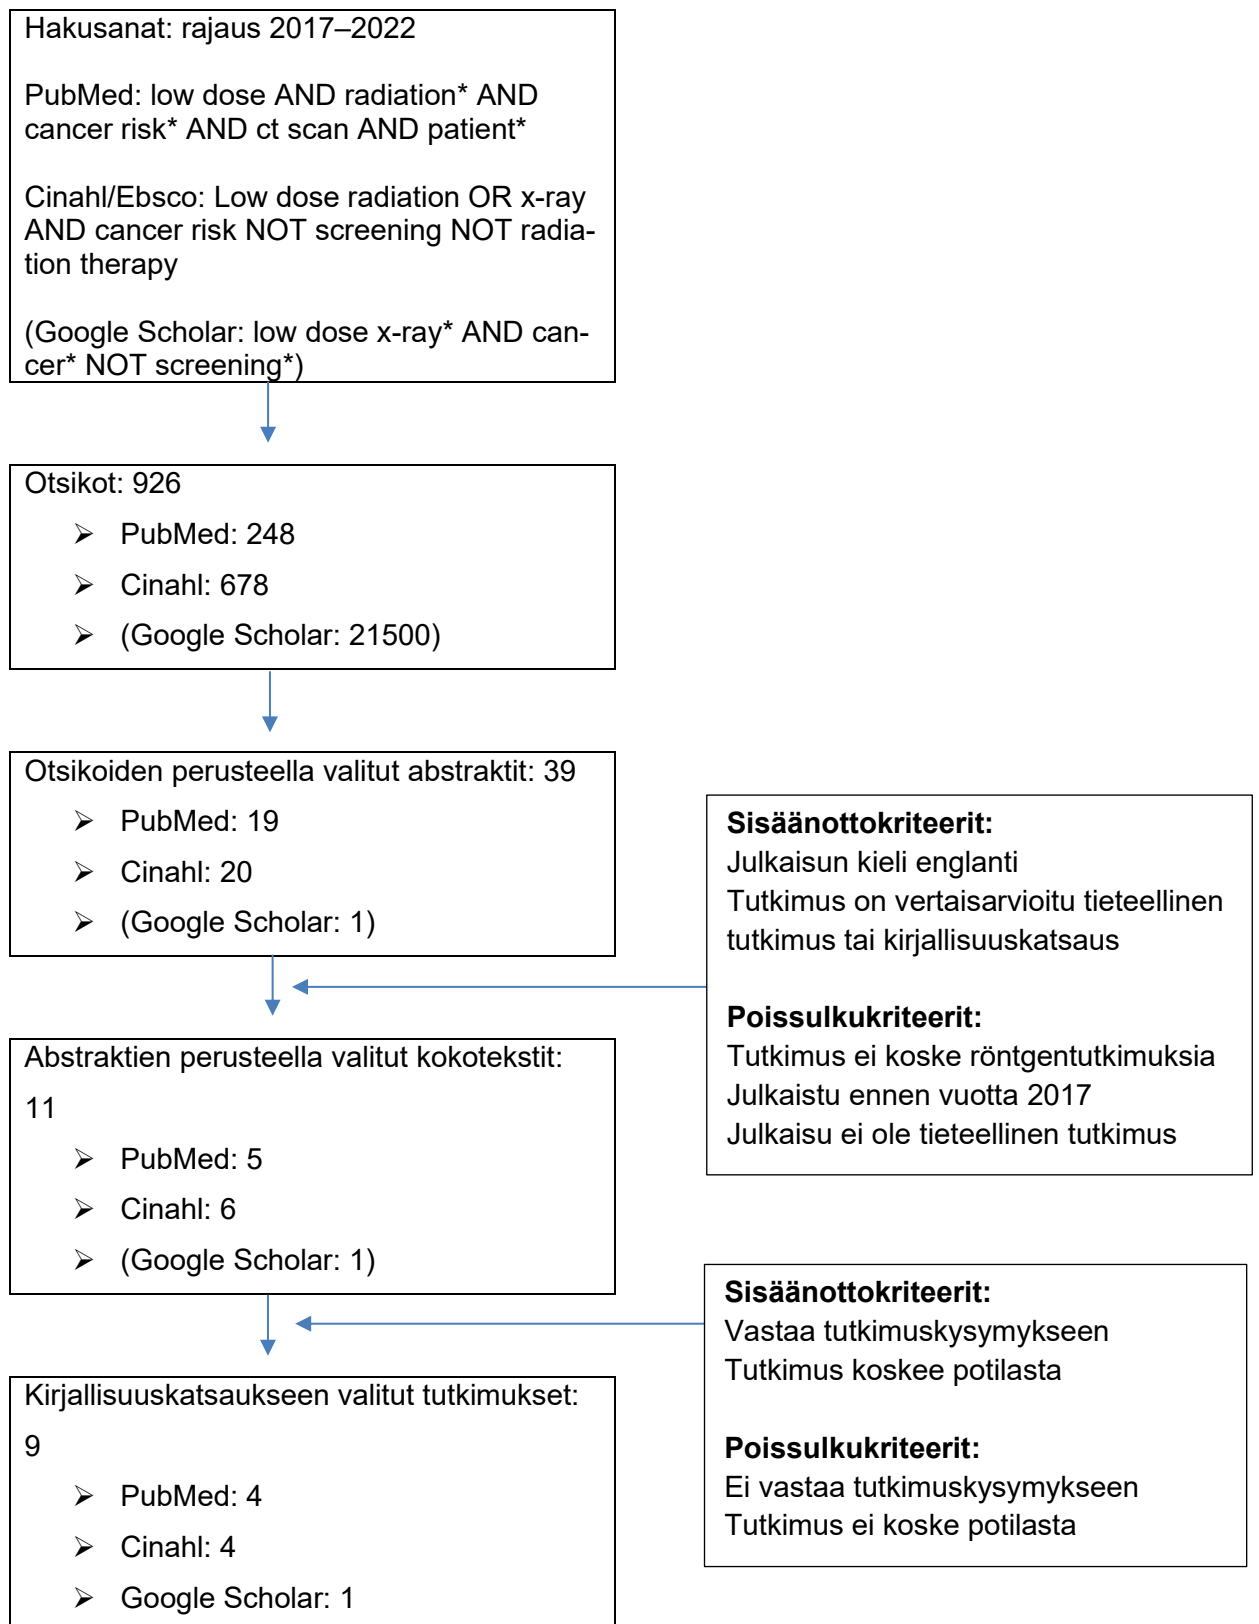 Hakusanat: rajaus 2017–2022
PubMed: low dose AND radiation* AND
cancer risk* AND ct scan AND patient*
Cinahl/Ebsco: Low dose radiation OR x-ray
AND cancer risk NOT screening NOT radia-
tion therapy
(Google Scholar: low dose x-ray* AND can-
cer* NOT screening*)
Otsikot: 926
➢ PubMed: 248
➢ Cinahl: 678
➢ (Google Scholar: 21500)
Otsikoiden perusteella valitut abstraktit: 39
➢ PubMed: 19
➢ Cinahl: 20
➢ (Google Scholar: 1)
Sisäänottokriteerit:
Julkaisun kieli englanti
Tutkimus on vertaisarvioitu tieteellinen
tutkimus tai kirjallisuuskatsaus
Poissulkukriteerit:
Tutkimus ei koske röntgentutkimuksia
Julkaistu ennen vuotta 2017
Julkaisu ei ole tieteellinen tutkimus
Abstraktien perusteella valitut kokotekstit:
11
➢ PubMed: 5
➢ Cinahl: 6
➢ (Google Scholar: 1)
Sisäänottokriteerit:
Vastaa tutkimuskysymykseen
Tutkimus koskee potilasta
Poissulkukriteerit:
Ei vastaa tutkimuskysymykseen
Tutkimus ei koske potilasta
Kirjallisuuskatsaukseen valitut tutkimukset:
9
➢ PubMed: 4
➢ Cinahl: 4
➢ Google Scholar: 1